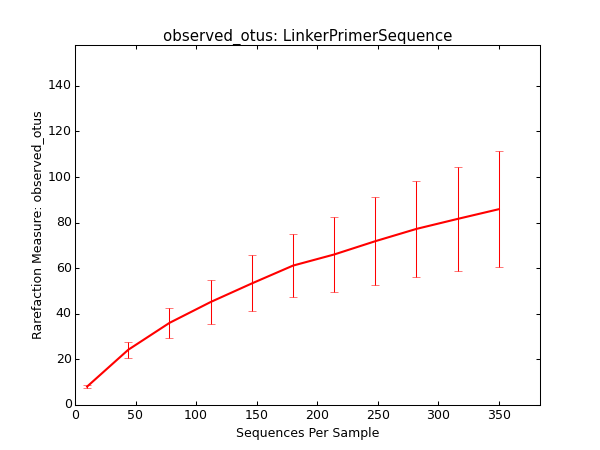 observed_otus: LinkerPrimerSequence
Rarefaction Measure: observed_otus
140
120
100
80
60
40
20
0
0 50 100 150 200 250 300 350
Sequences Per Sample